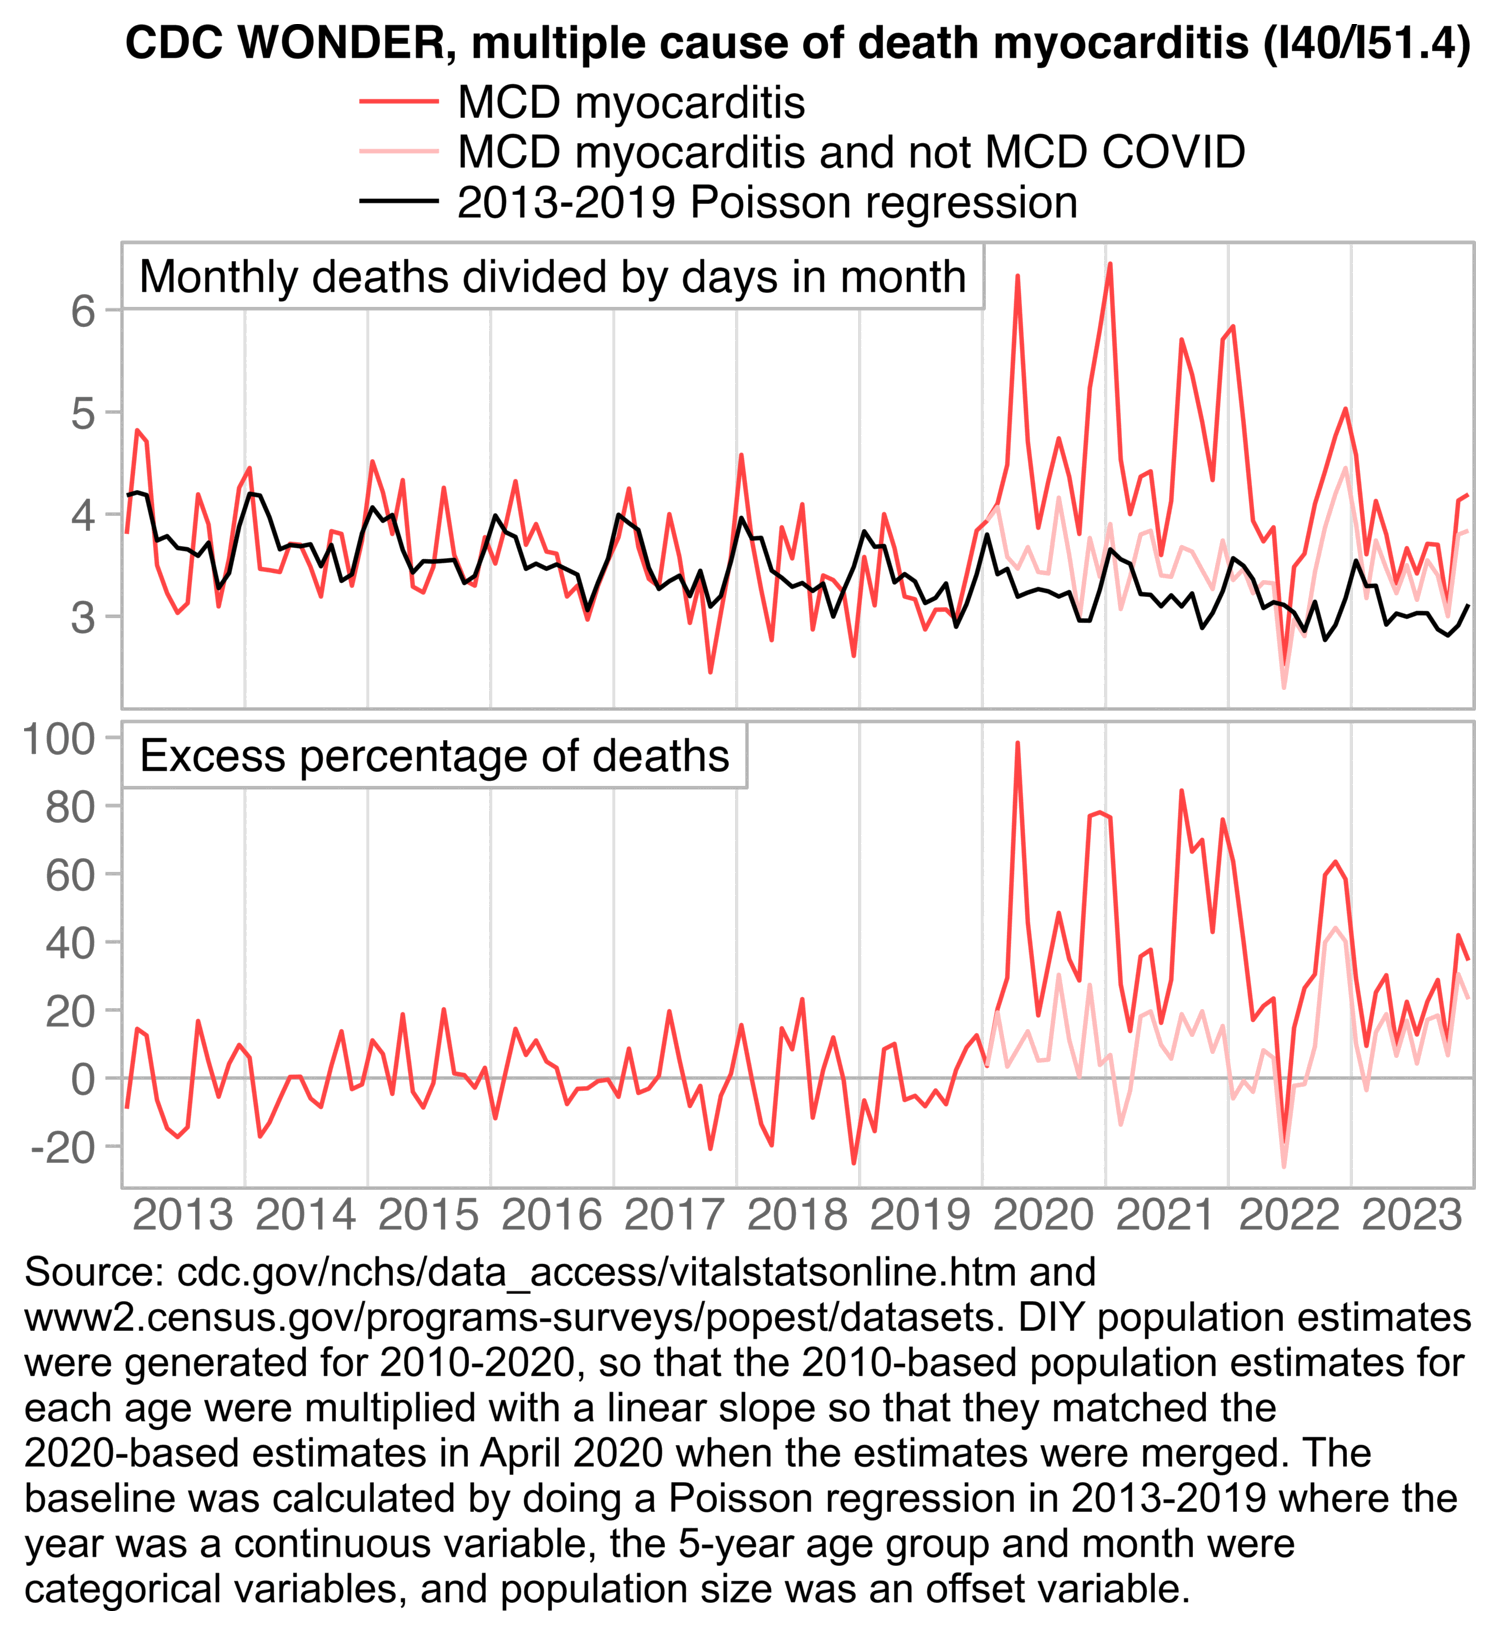 CDC WONDER, multiple cause of death myocarditis (I40/I51.4)
MCD myocarditis
MCD myocarditis and not MCD COVID
2013-2019 Poisson regression
Monthly deaths divided by days in month
6
5
4
3
Excess percentage of deaths
100
80
60
40
20
0
-20
2013 2014 2015 2016 2017 2018 2019 2020 2021 2022 2023
Source: cdc.gov/nchs/data_access/vitalstatsonline.htm and
www2.census.gov/programs-surveys/popest/datasets. DIY population estimates
were generated for 2010-2020, so that the 2010-based population estimates for
each age were multiplied with a linear slope so that they matched the
2020-based estimates in April 2020 when the estimates were merged. The
baseline was calculated by doing a Poisson regression in 2013-2019 where the
year was a continuous variable, the 5-year age group and month were
categorical variables, and population size was an offset variable.